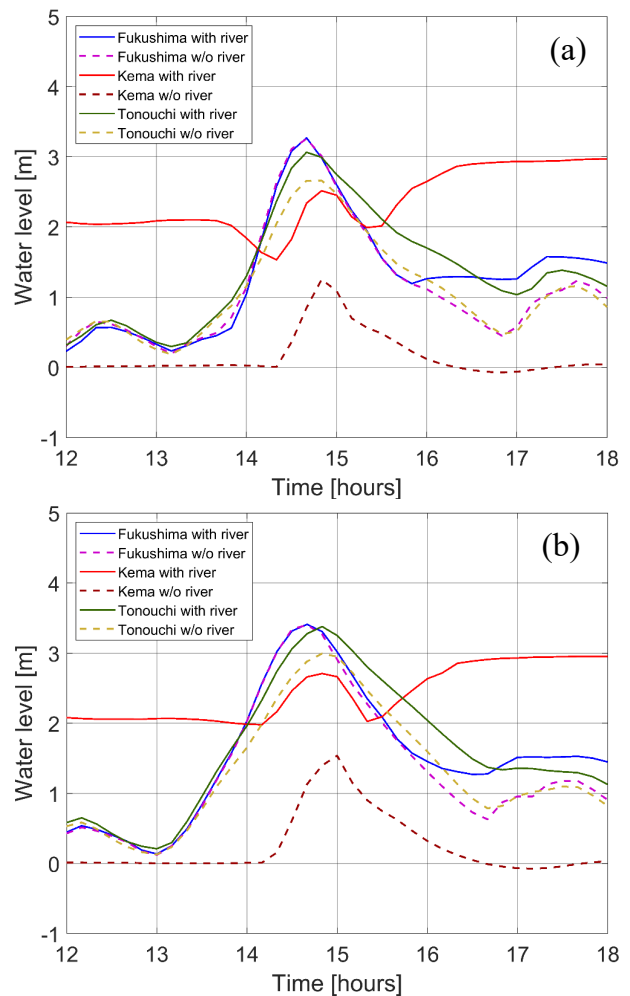 5
4
3
2
1
0
-1
Water level [m]
Fukushima with river
Fukushima w/o river
Kema with river
Kema w/o river
Tonouchi with river
Tonouchi w/o river
(a)
12 13 14 15 16 17 18
Time [hours]
5
4
3
2
1
0
-1
Water level [m]
Fukushima with river
Fukushima w/o river
Kema with river
Kema w/o river
Tonouchi with river
Tonouchi w/o river
(b)
12 13 14 15 16 17 18
Time [hours]